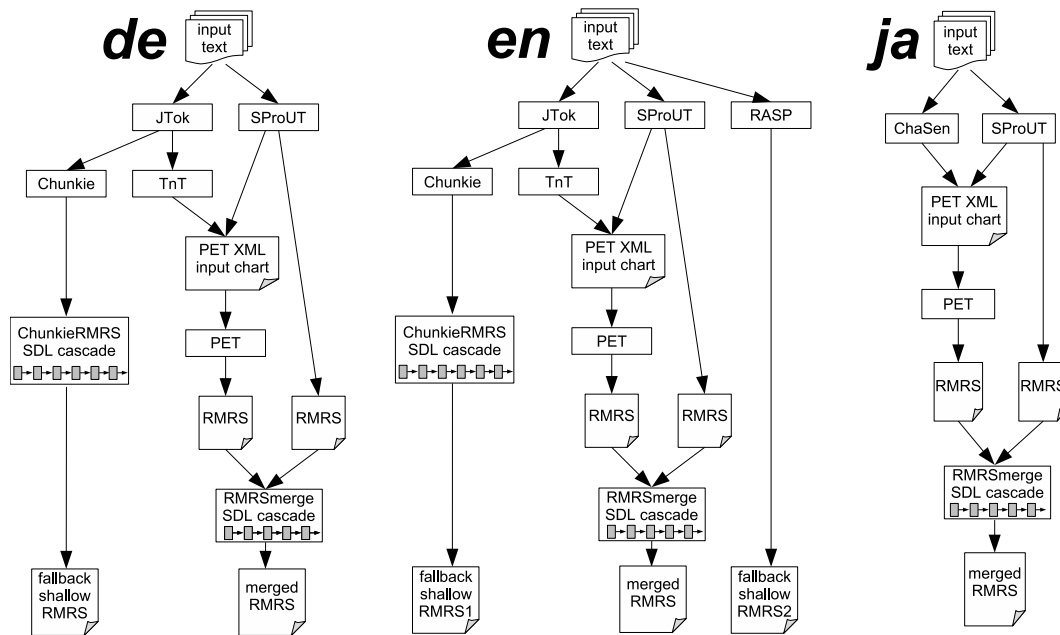 de
input
text
JTok
SProUT
Chunkie
TnT
PET XML
input chart
ChunkieRMRS
SDL cascade
PET
RMRS
RMRS
RMRSmerge
SDL cascade
fallback
shallow
RMRS
merged
RMRS
en
input
text
JTok
SProUT
RASP
Chunkie
TnT
PET XML
input chart
ChunkieRMRS
SDL cascade
PET
RMRS
RMRS
RMRSmerge
SDL cascade
fallback
shallow
RMRS1
merged
RMRS
fallback
shallow
RMRS2
ja
input
text
ChaSen
SProUT
PET XML
input chart
PET
RMRS
RMRS
RMRSmerge
SDL cascade
merged
RMRS